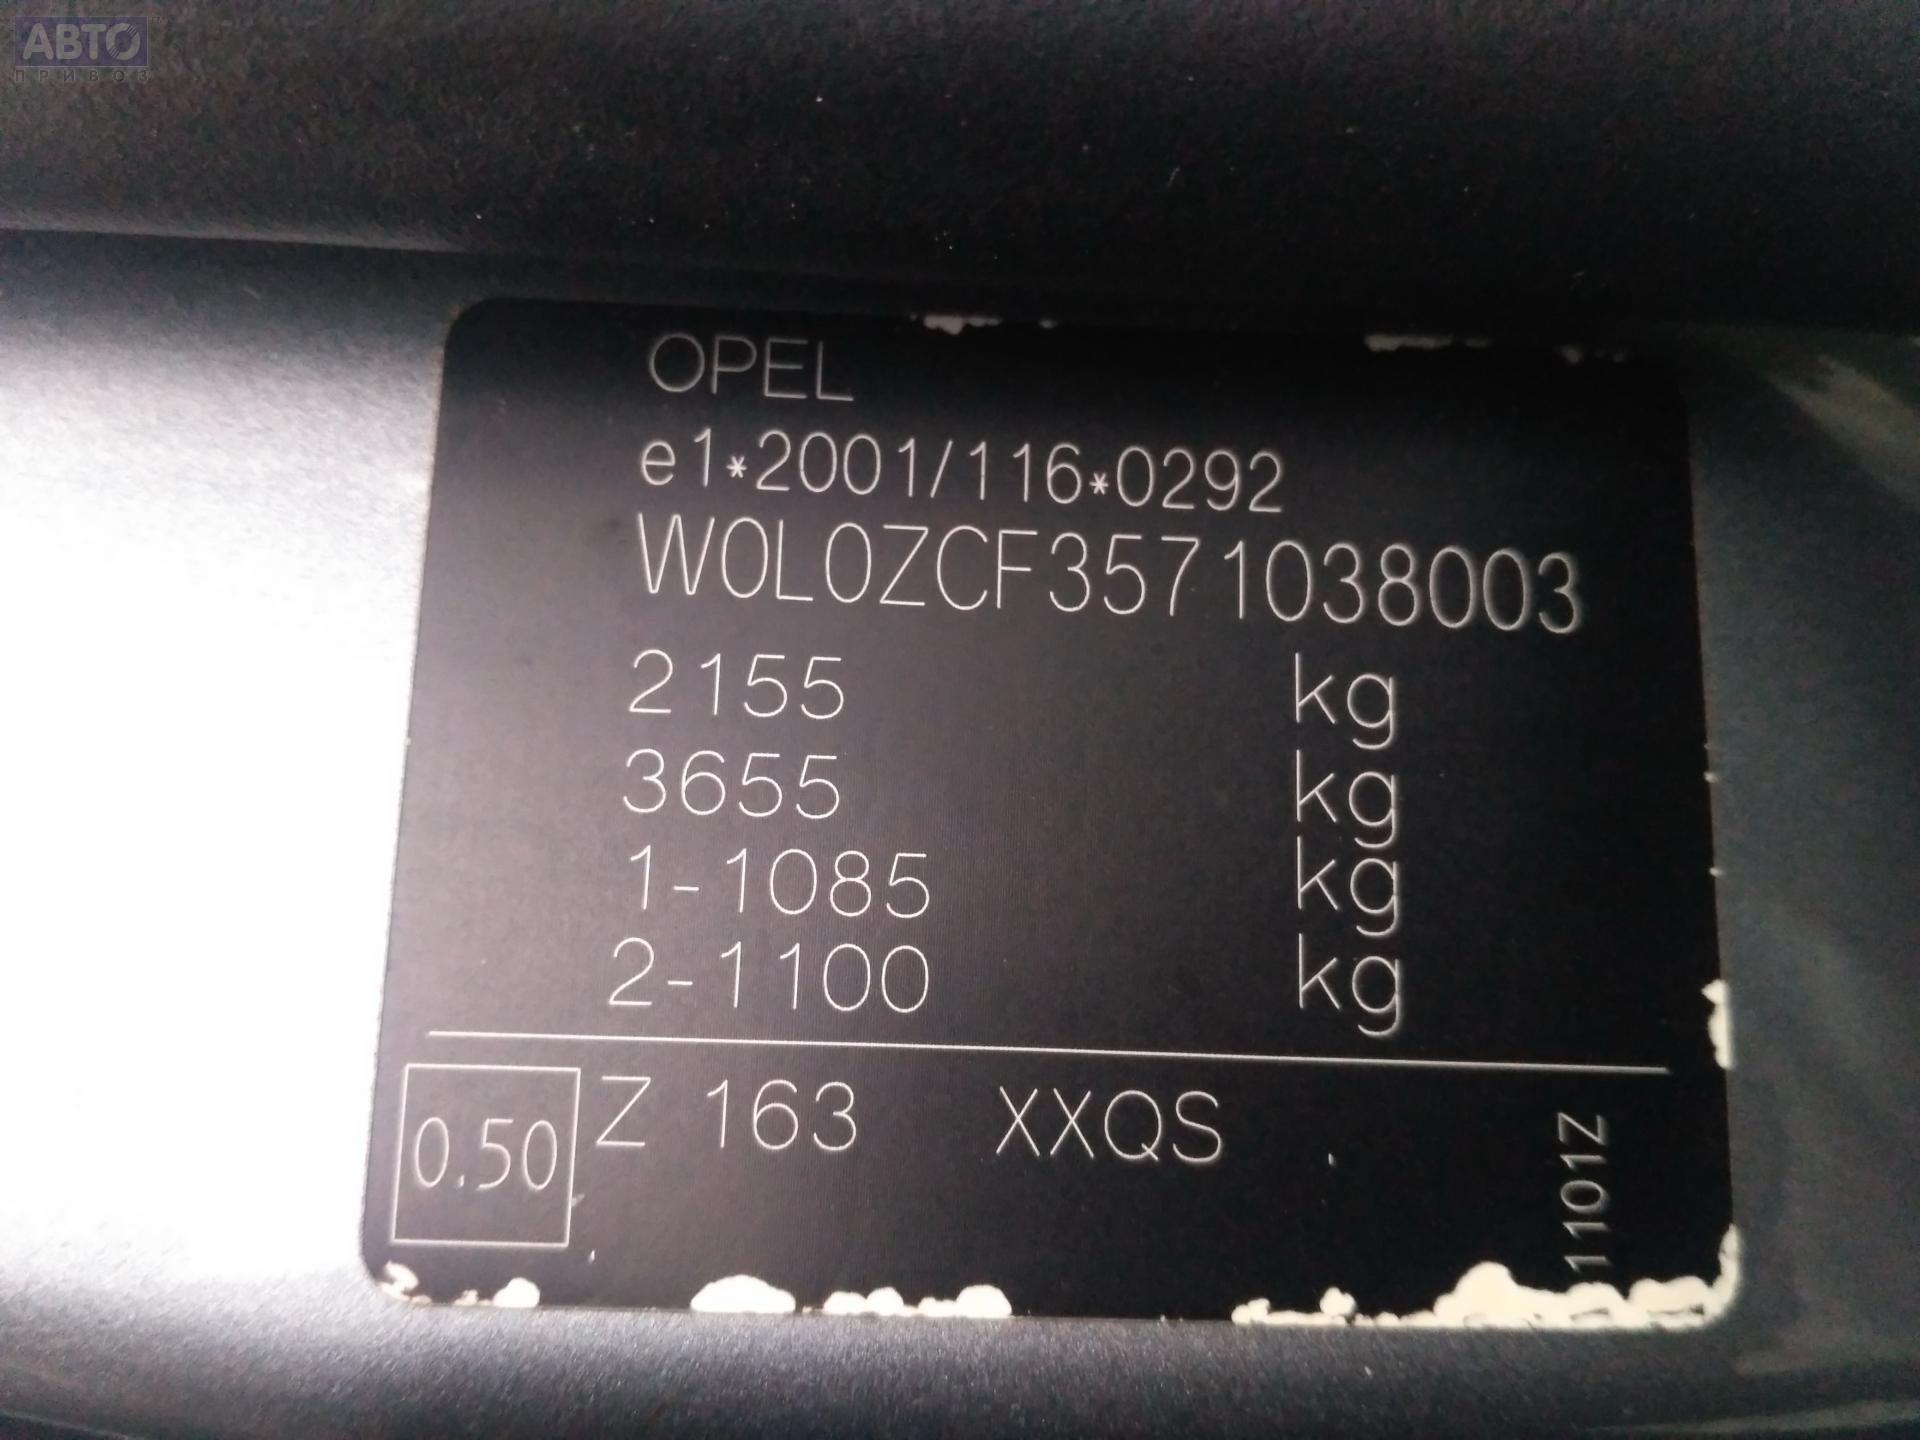 АВТО
ПРИВОЗ
OPEL
e1*2001/116*0292
W0L0ZCF3571038003
2155 kg
3655 kg
1-1085 kg
2-1100 kg
0.50 Z 163 XXQS
1101Z